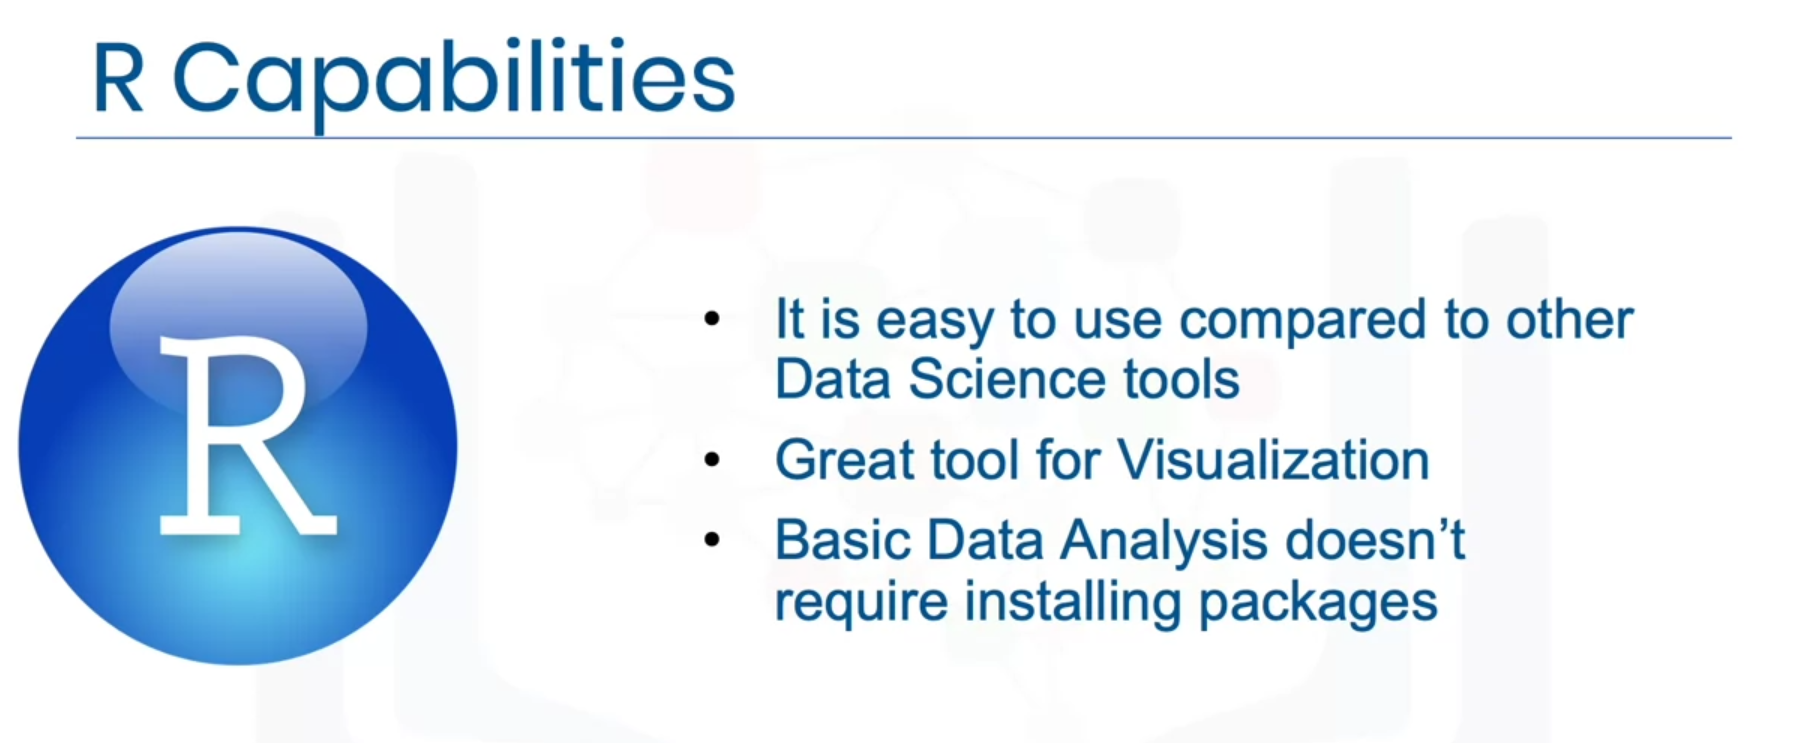 R Capabilities
R
• It is easy to use compared to other
Data Science tools
• Great tool for Visualization
• Basic Data Analysis doesn’t
require installing packages